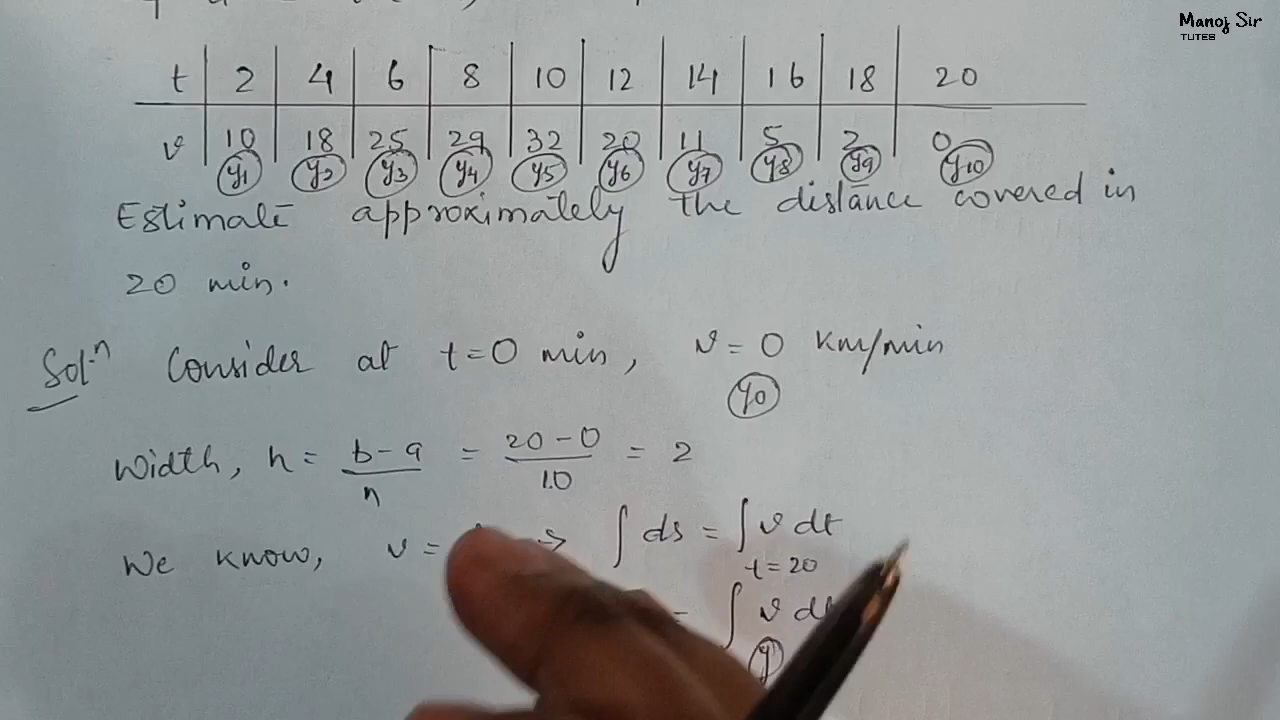 Manoj Sir
TUTES
t 2 4 6 8 10 12 14 16 18 20
v 10 18 25 29 32 20 11 5 2 0
y1 y2 y3 y4 y5 y6 y7 y8 y9 y10
Estimate approximately the distance covered in
20 min.
Sol.n Consider at t=0 min, v = 0 km/min
y0
Width, h = b-a/n = 20-0/10 = 2
We know, v = ⇒ ∫ ds = ∫ v dt
t=20
= ∫ v dt
y